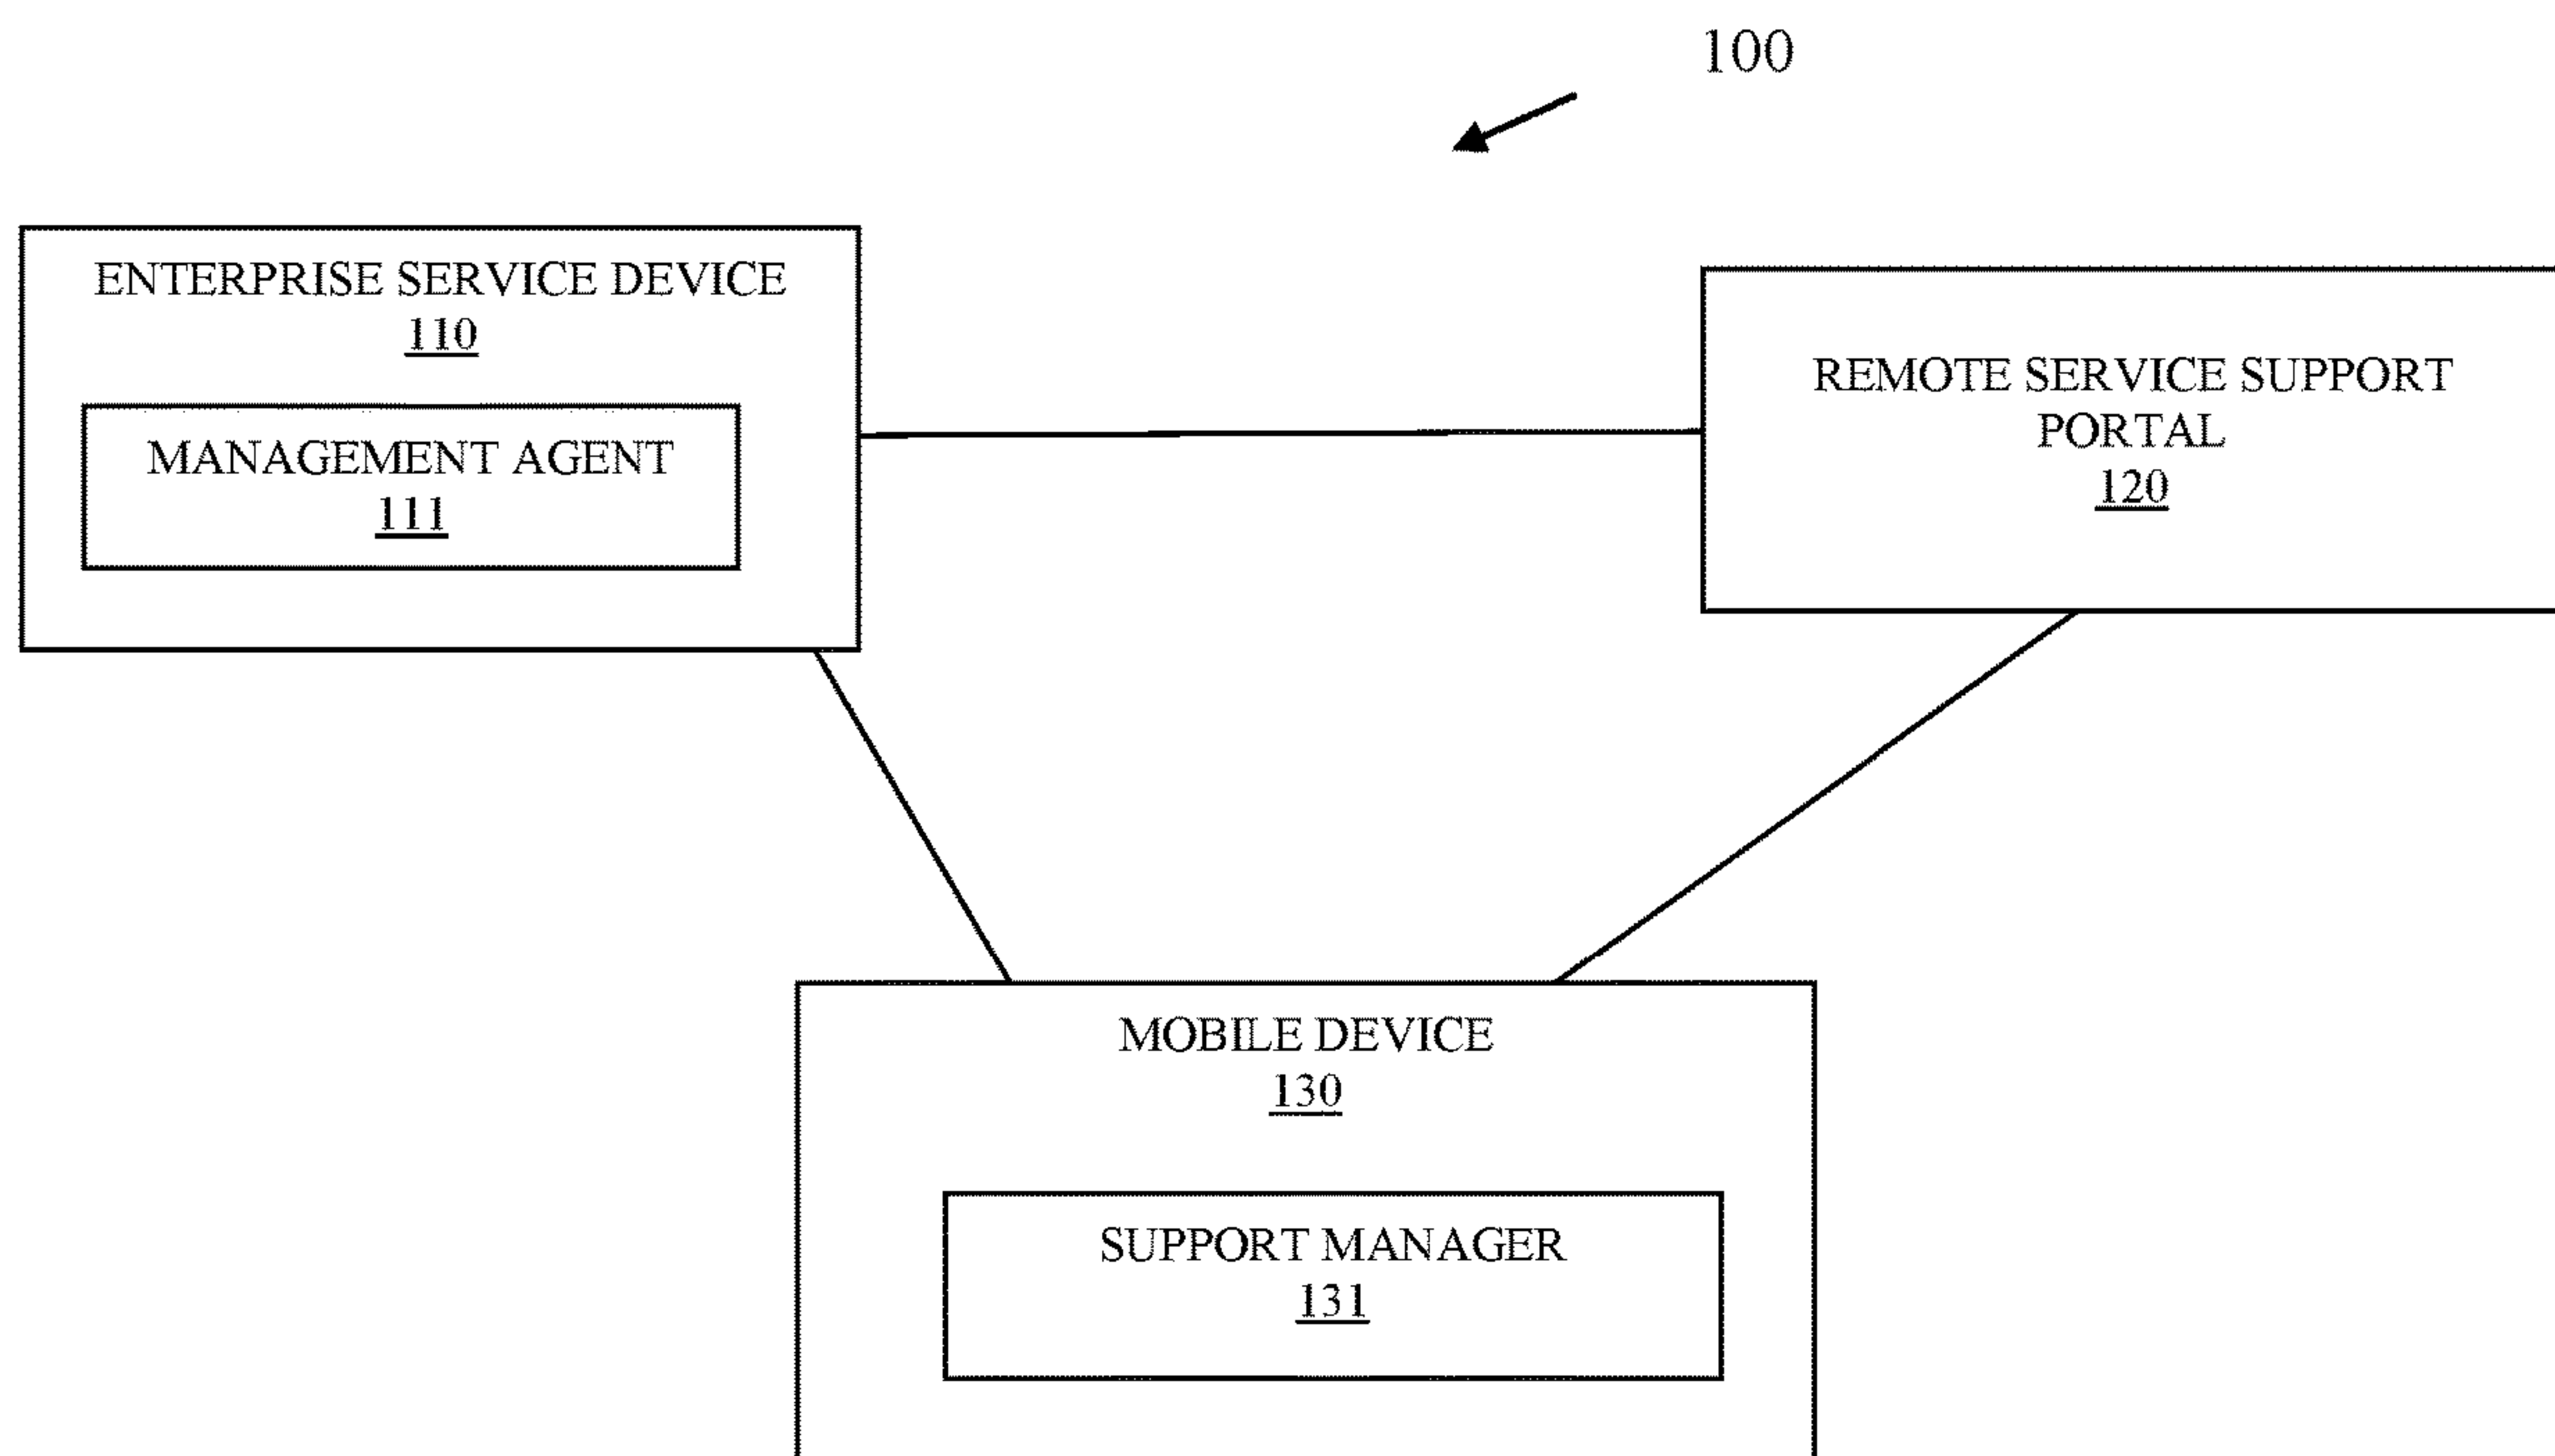 100
ENTERPRISE SERVICE DEVICE
110
MANAGEMENT AGENT
111
REMOTE SERVICE SUPPORT
PORTAL
120
MOBILE DEVICE
130
SUPPORT MANAGER
131